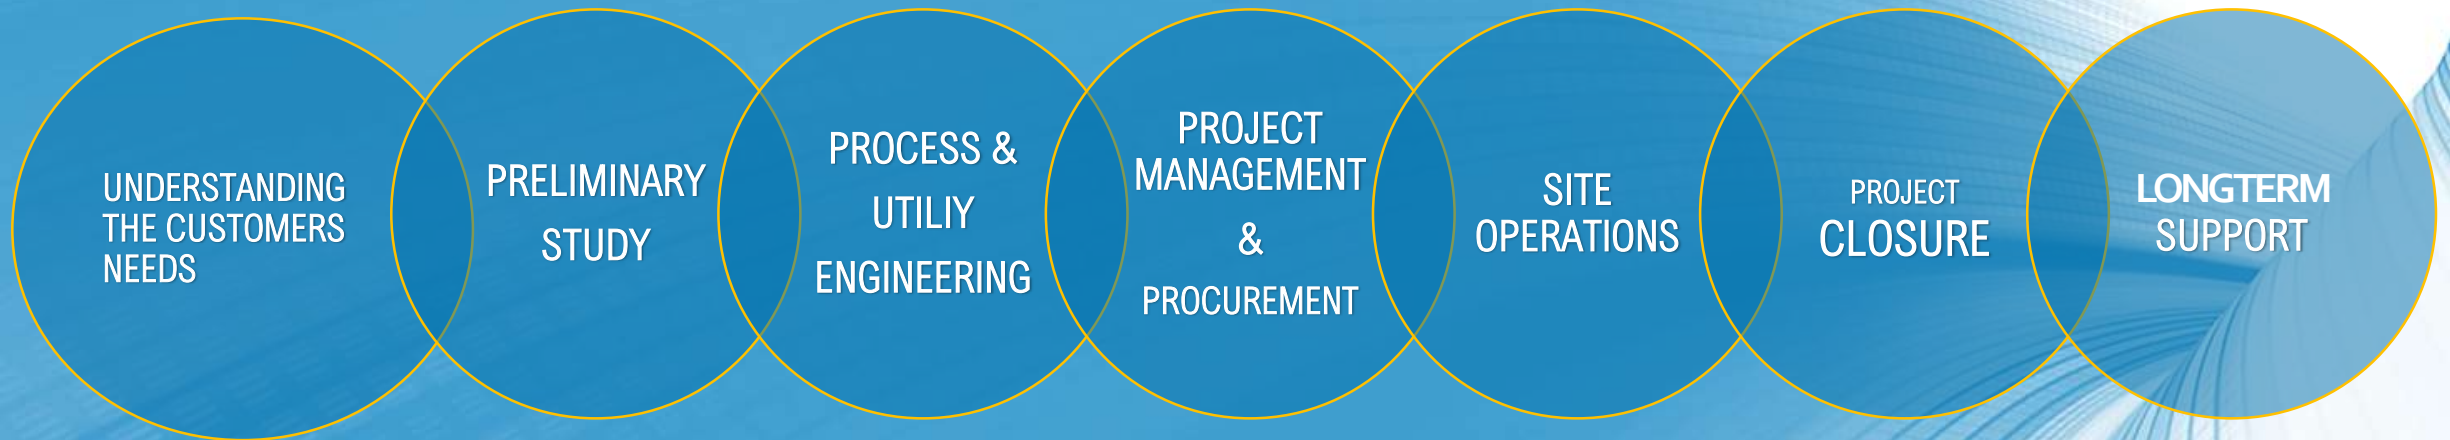 UNDERSTANDING
THE CUSTOMERS
NEEDS
PRELIMINARY
STUDY
PROCESS &
UTILIY
ENGINEERING
PROJECT
MANAGEMENT
&
PROCUREMENT
SITE
OPERATIONS
PROJECT
CLOSURE
LONGTERM
SUPPORT